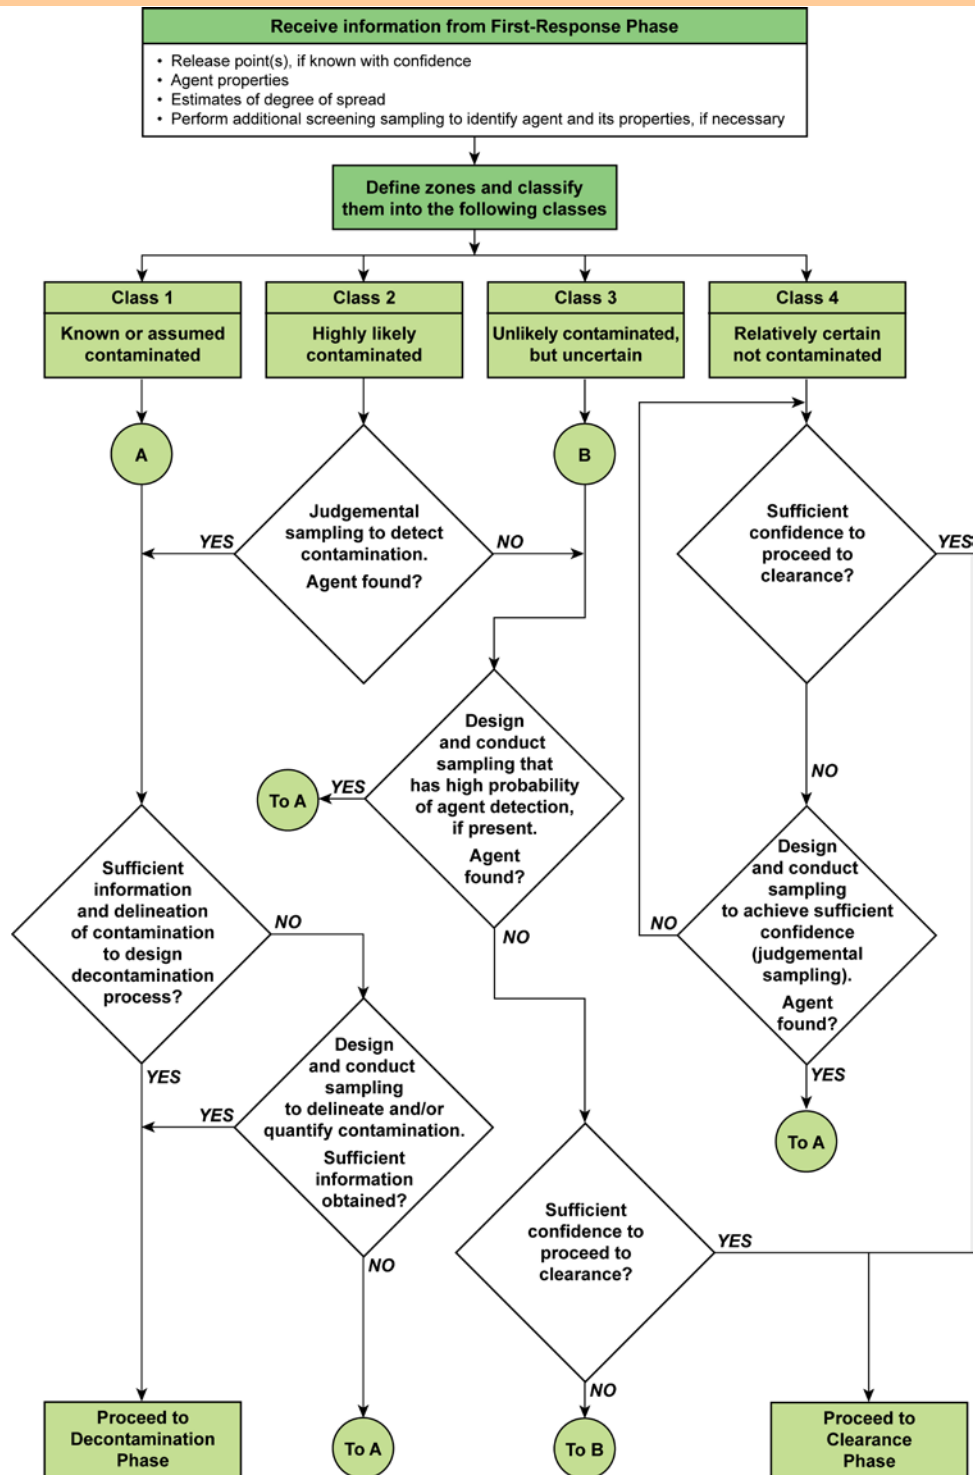 Receive information from First-Response Phase
• Release point(s), if known with confidence
• Agent properties
• Estimates of degree of spread
• Perform additional screening sampling to identify agent and its properties, if necessary
Define zones and classify
them into the following classes
Class 1
Known or assumed
contaminated
Class 2
Highly likely
contaminated
Class 3
Unlikely contaminated,
but uncertain
Class 4
Relatively certain
not contaminated
A
B
Judgemental
sampling to detect
contamination.
Agent found?
YES
NO
Sufficient
confidence to
proceed to
clearance?
YES
NO
Design
and conduct
sampling that
has high probability
of agent detection,
if present.
Agent
found?
YES
To A
NO
Design
and conduct
sampling
to achieve sufficient
confidence
(judgemental
sampling).
Agent
found?
NO
YES
To A
Sufficient
information
and delineation
of contamination
to design
decontamination
process?
NO
YES
Design
and conduct
sampling
to delineate and/or
quantify contamination.
Sufficient
information
obtained?
YES
NO
Sufficient
confidence to
proceed to
clearance?
YES
NO
Proceed to
Decontamination
Phase
To A
To B
Proceed to
Clearance
Phase